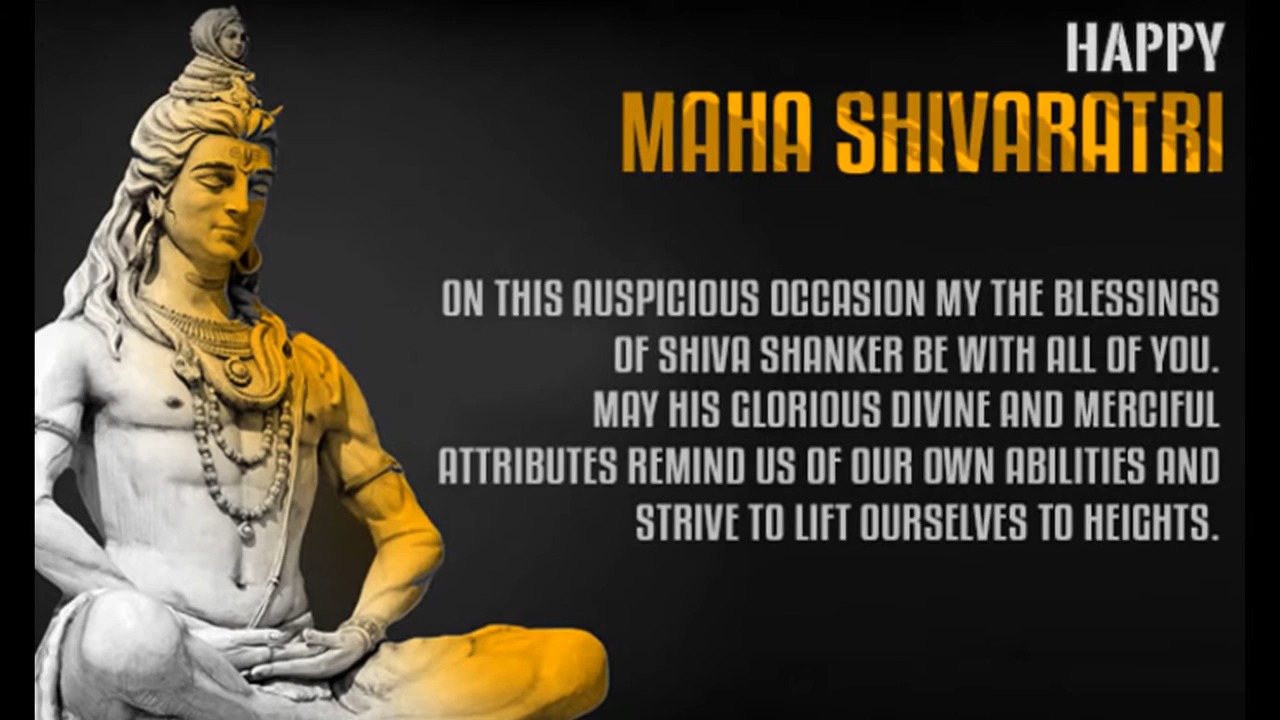 HAPPY
MAHA SHIVARATRI
ON THIS AUSPICIOUS OCCASION MY THE BLESSINGS
OF SHIVA SHANKER BE WITH ALL OF YOU.
MAY HIS GLORIOUS DIVINE AND MERCIFUL
ATTRIBUTES REMIND US OF OUR OWN ABILITIES AND
STRIVE TO LIFT OURSELVES TO HEIGHTS.